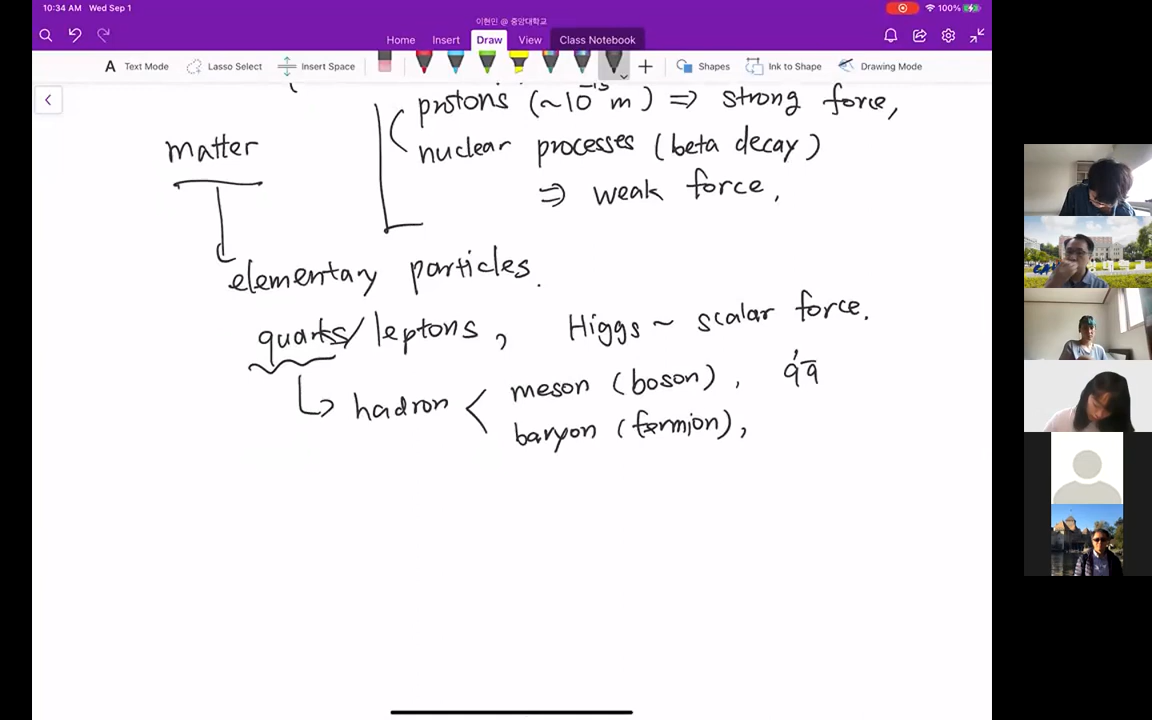 10:34 AM Wed Sep 1
100%
이현민 @ 중앙대학교
Home Insert Draw View Class Notebook
A Text Mode Lasso Select Insert Space Shapes Ink to Shape Drawing Mode
protons (~10⁻¹⁵ m) ⇒ strong force,
matter
nuclear processes (beta decay)
⇒ weak force,
elementary particles.
quarks/leptons, Higgs ~ scalar force.
hadron < meson (boson), q'q̄
baryon (fermion),